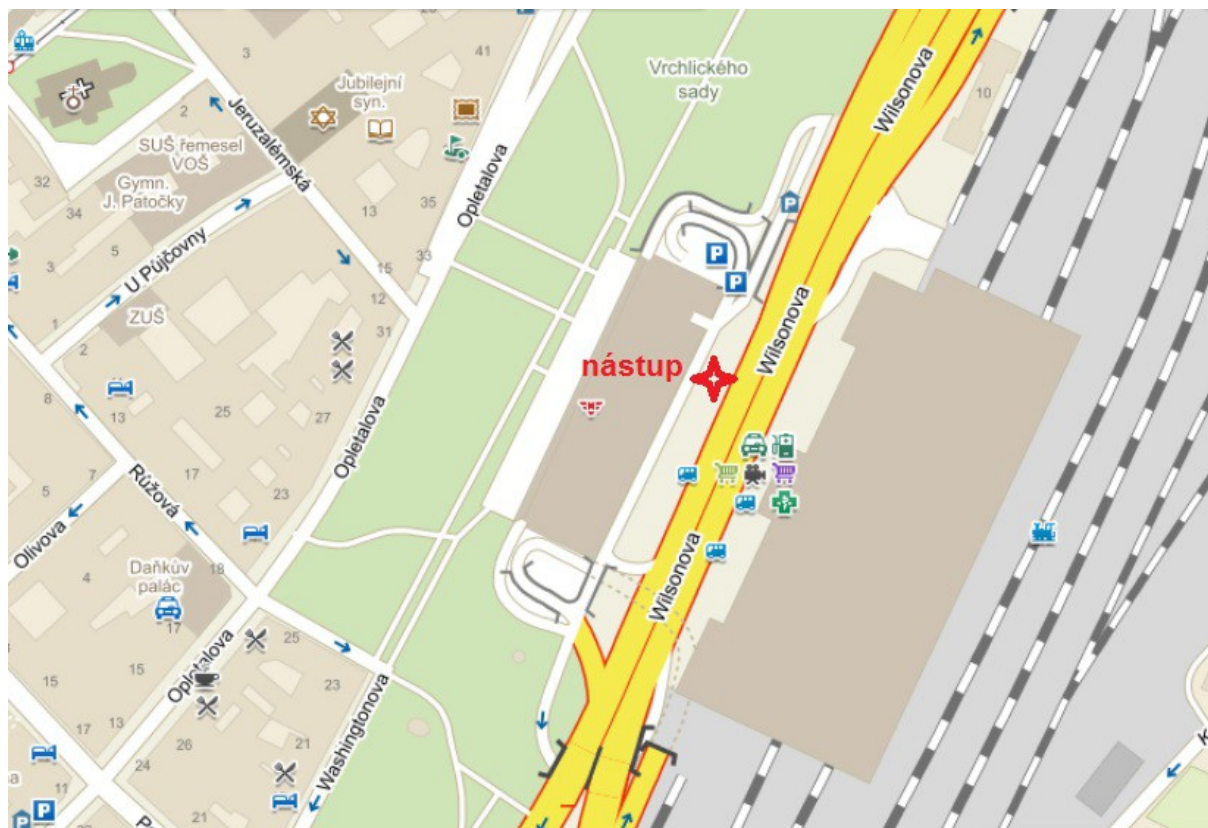 41
3
Vrchlického
sady
Wilsonova
Jubilejní
syn.
10
2
Jeruzalémská
SUŠ řemesel
VOŠ
32
Gymn.
J. Patočky
34
13
35
Opletalova
5
3
U Půjčovny
15
33
P
P
12
1
ZUŠ
31
2
Wilsonova
nástup
8
13
25
27
Opletalova
7
17
5
Růžová
23
Olivova
Daňkův
palác
18
4
Wilsonova
17
25
Opletalova
15
23
15
Washingtonova
17
13
26
21
24
11
P
21